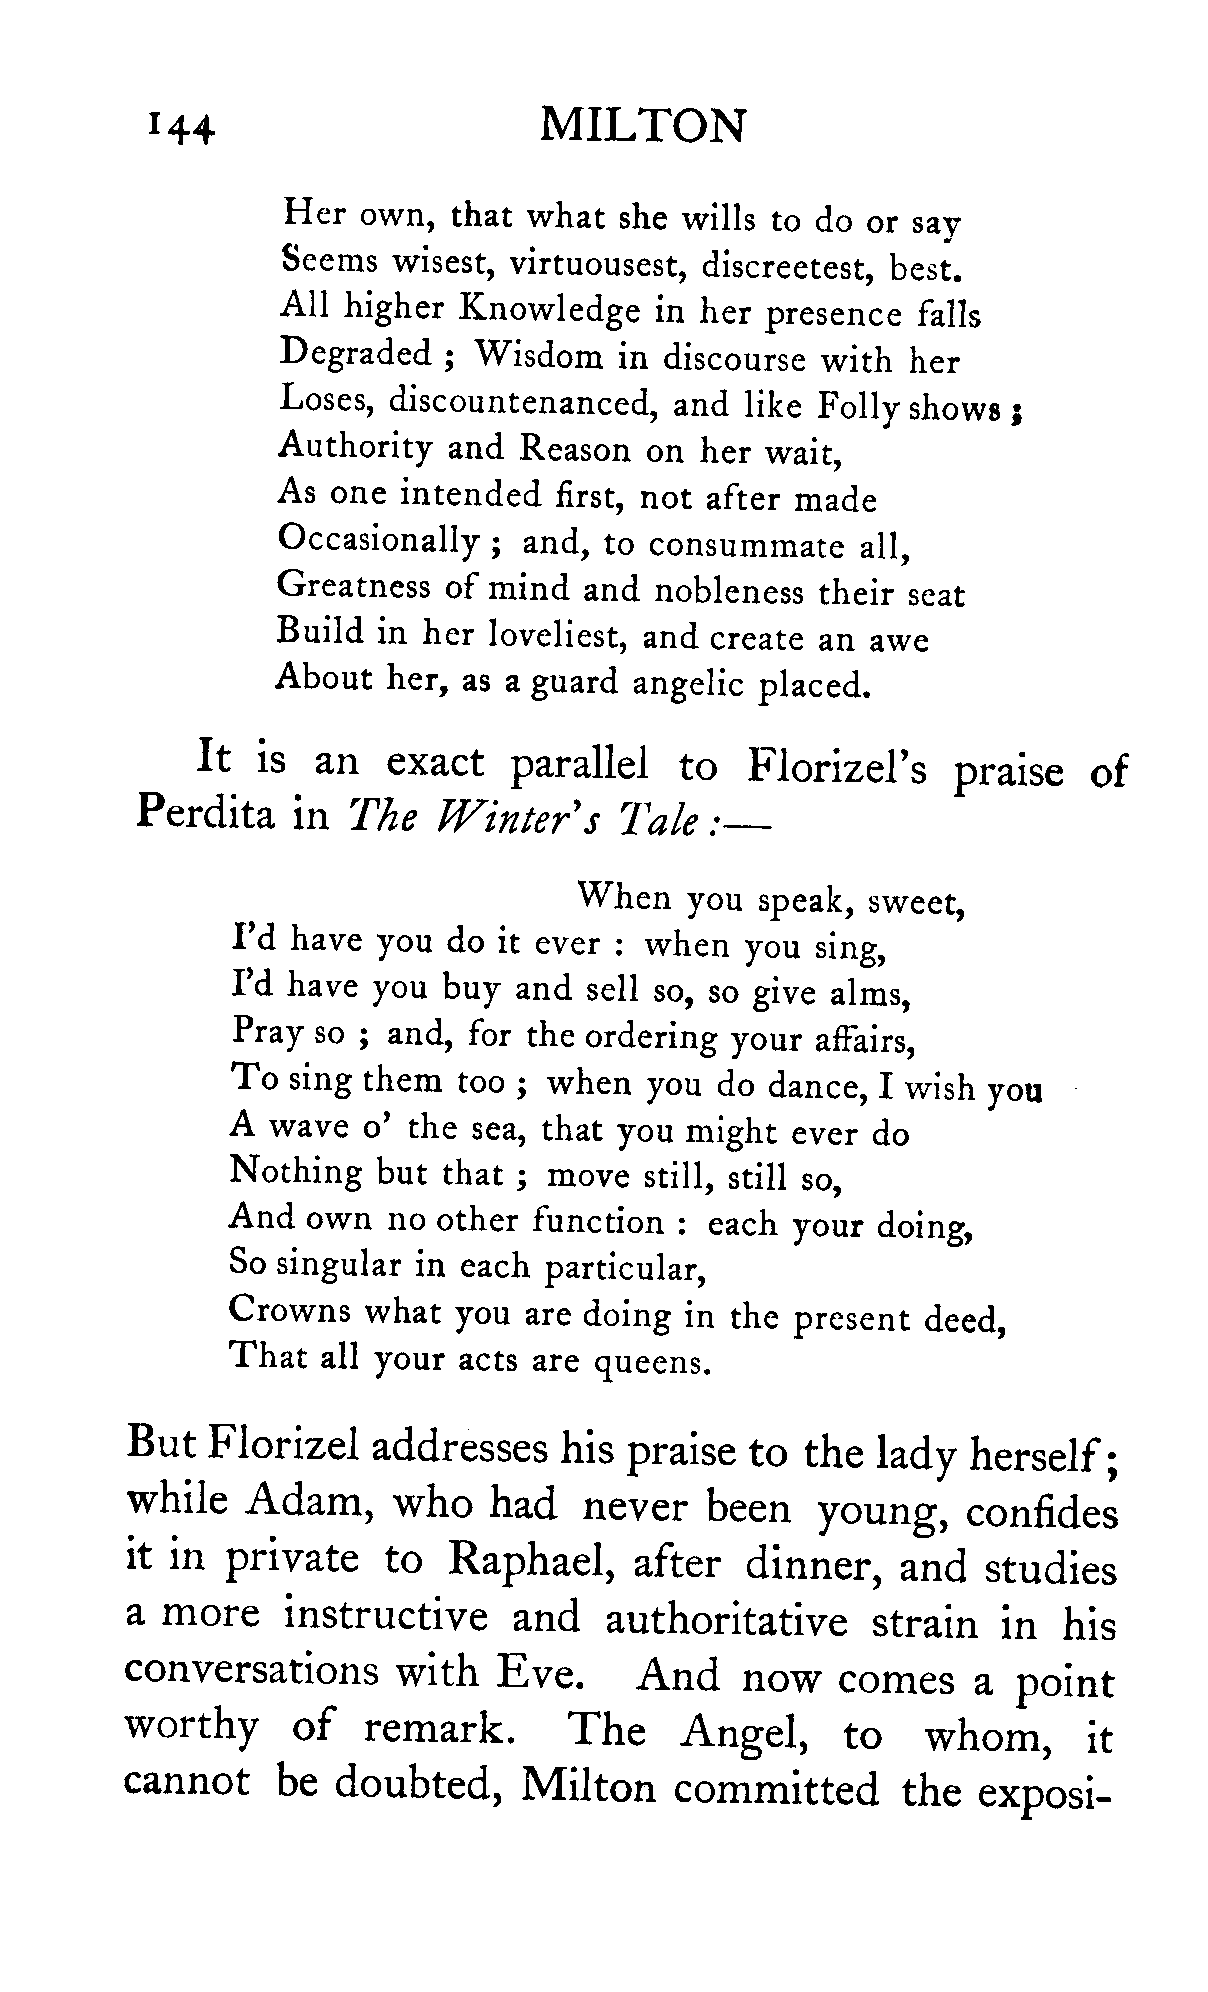 144 MILTON
Her own, that what she wills to do or say
Seems wisest, virtuousest, discreetest, best.
All higher Knowledge in her presence falls
Degraded ; Wisdom in discourse with her
Loses, discountenanced, and like Folly shows ;
Authority and Reason on her wait,
As one intended first, not after made
Occasionally ; and, to consummate all,
Greatness of mind and nobleness their seat
Build in her loveliest, and create an awe
About her, as a guard angelic placed.
It is an exact parallel to Florizel's praise of
Perdita in The Winter's Tale :—
When you speak, sweet,
I'd have you do it ever : when you sing,
I'd have you buy and sell so, so give alms,
Pray so ; and, for the ordering your affairs,
To sing them too ; when you do dance, I wish you
A wave o' the sea, that you might ever do
Nothing but that ; move still, still so,
And own no other function : each your doing,
So singular in each particular,
Crowns what you are doing in the present deed,
That all your acts are queens.
But Florizel addresses his praise to the lady herself ;
while Adam, who had never been young, confides
it in private to Raphael, after dinner, and studies
a more instructive and authoritative strain in his
conversations with Eve. And now comes a point
worthy of remark. The Angel, to whom, it
cannot be doubted, Milton committed the exposi-